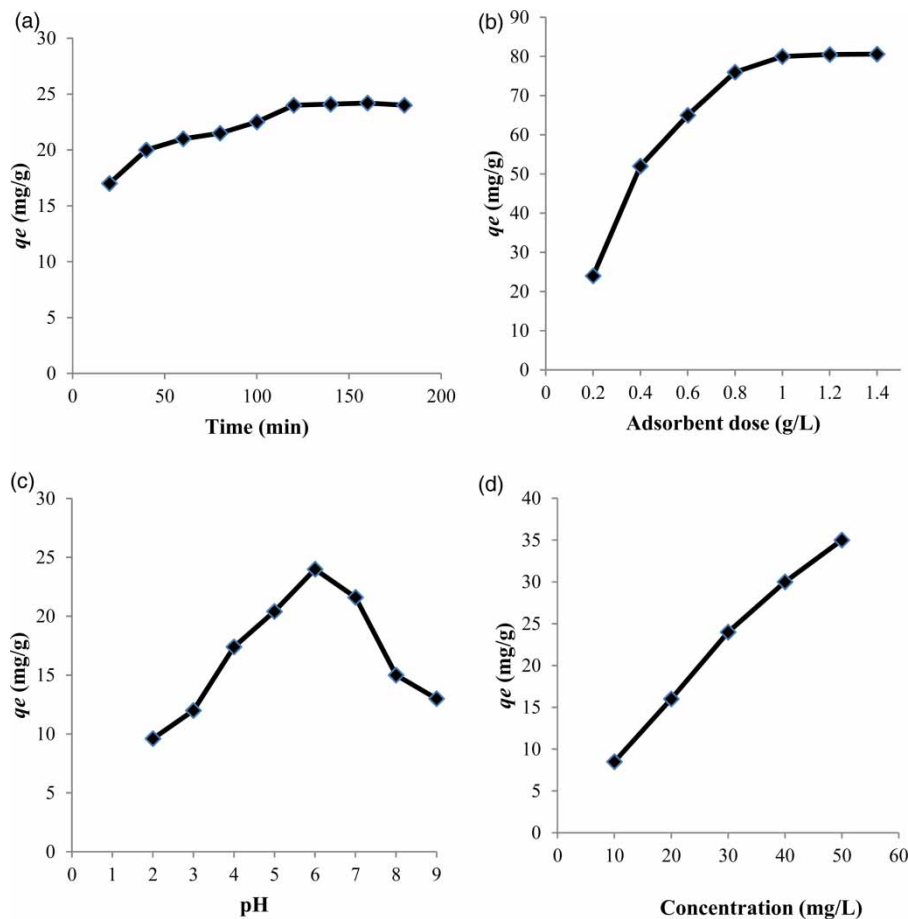 (a)
30
25
20
15
10
5
0
qe (mg/g)
0 50 100 150 200
Time (min)
(b)
90
80
70
60
50
40
30
20
10
0
qe (mg/g)
0 0.2 0.4 0.6 0.8 1 1.2 1.4
Adsorbent dose (g/L)
(c)
30
25
20
15
10
5
0
qe (mg/g)
0 1 2 3 4 5 6 7 8 9
pH
(d)
40
35
30
25
20
15
10
5
0
qe (mg/g)
0 10 20 30 40 50 60
Concentration (mg/L)